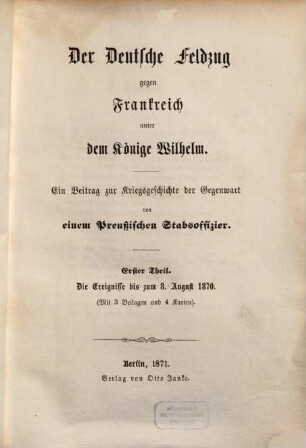 Der Deutsche Feldzug
gegen
Frankreich
unter
dem Könige Wilhelm.
Ein Beitrag zur Kriegsgeschichte der Gegenwart
von
einem Preußischen Stabsoffizier.
Erster Theil.
Die Ereignisse bis zum 8. August 1870.
(Mit 3 Beilagen und 4 Karten).
Berlin, 1871.
Verlag von Otto Janke.